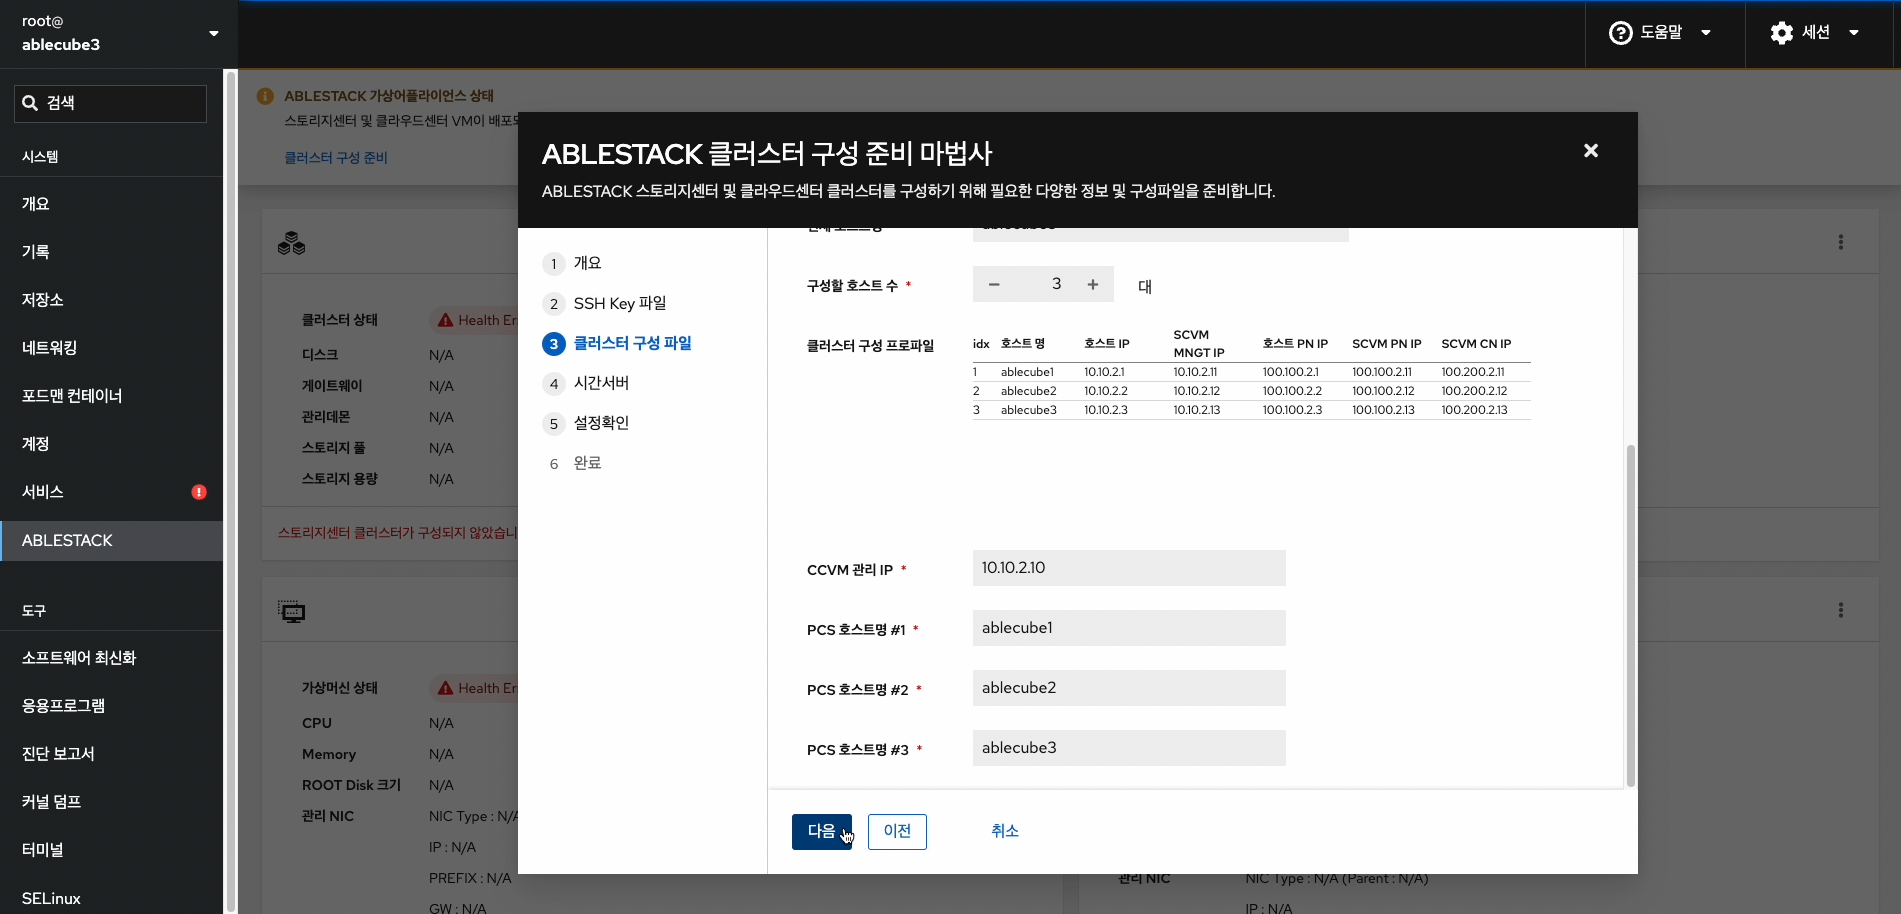 root@
ablecube3
도움말
세션
검색
시스템
개요
기록
저장소
네트워킹
포드맨 컨테이너
계정
서비스
ABLESTACK
도구
소프트웨어 최신화
응용프로그램
진단 보고서
커널 덤프
터미널
SELinux
ABLESTACK 가상어플라이언스 상태
스토리지센터 및 클라우드센터 VM이 배포되
클러스터 구성 준비
클러스터 상태 Health Er
디스크 N/A
게이트웨이 N/A
관리데몬 N/A
스토리지 풀 N/A
스토리지 용량 N/A
스토리지센터 클러스터가 구성되지 않았습니
가상머신 상태 Health Er
CPU N/A
Memory N/A
ROOT Disk 크기 N/A
관리 NIC NIC Type : N/A
IP : N/A
PREFIX : N/A
GW : N/A
ABLESTACK 클러스터 구성 준비 마법사
ABLESTACK 스토리지센터 및 클라우드센터 클러스터를 구성하기 위해 필요한 다양한 정보 및 구성파일을 준비합니다.
1 개요
2 SSH Key 파일
3 클러스터 구성 파일
4 시간서버
5 설정확인
6 완료
구성할 호스트 수 * − 3 + 대
클러스터 구성 프로파일
idx 호스트 명 호스트 IP SCVM MNGT IP 호스트 PN IP SCVM PN IP SCVM CN IP
1 ablecube1 10.10.2.1 10.10.2.11 100.100.2.1 100.100.2.11 100.200.2.11
2 ablecube2 10.10.2.2 10.10.2.12 100.100.2.2 100.100.2.12 100.200.2.12
3 ablecube3 10.10.2.3 10.10.2.13 100.100.2.3 100.100.2.13 100.200.2.13
CCVM 관리 IP * 10.10.2.10
PCS 호스트명 #1 * ablecube1
PCS 호스트명 #2 * ablecube2
PCS 호스트명 #3 * ablecube3
다음 이전 취소
관리 NIC NIC Type : N/A (Parent : N/A)
IP : N/A